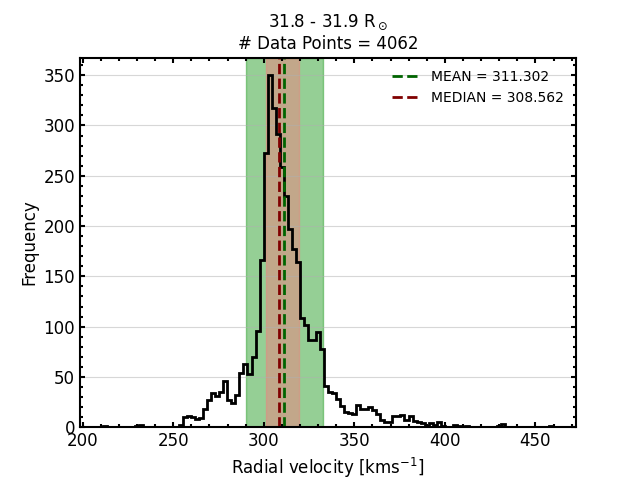 31.8 - 31.9 R⊙
# Data Points = 4062
MEAN = 311.302
MEDIAN = 308.562
Frequency
350
300
250
200
150
100
50
0
200 250 300 350 400 450
Radial velocity [kms⁻¹]